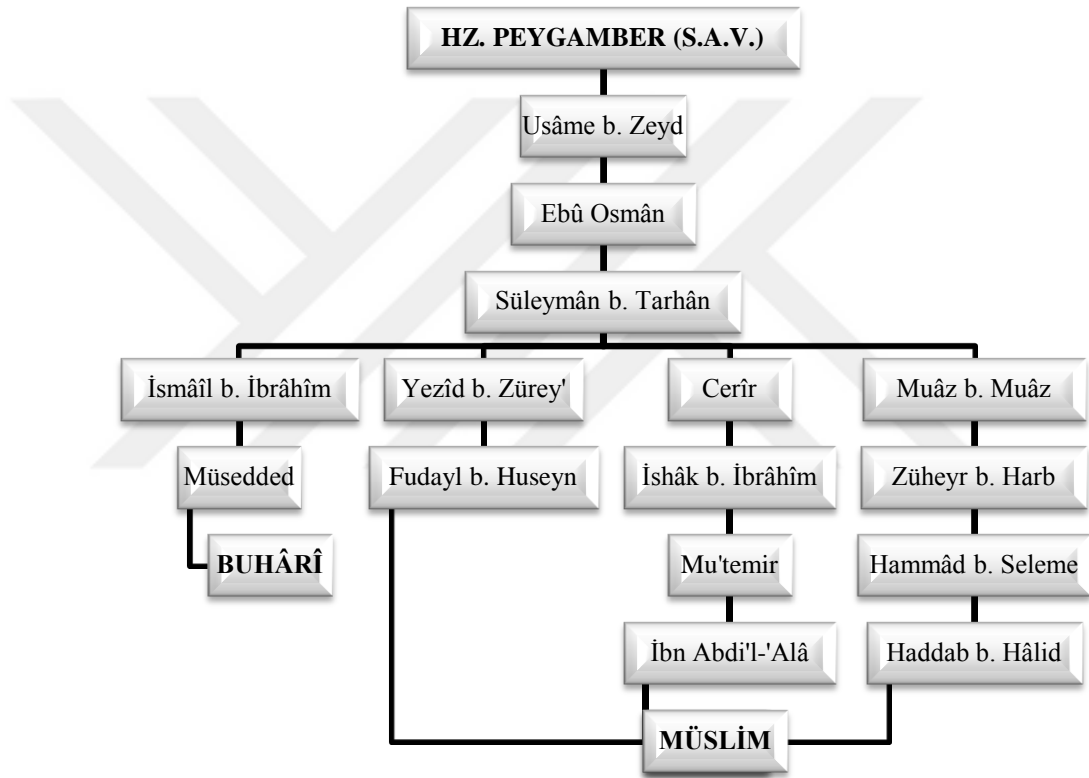 HZ. PEYGAMBER (S.A.V.)
Usâme b. Zeyd
Ebû Osmân
Süleymân b. Tarhân
İsmâîl b. İbrâhîm
Yezîd b. Zürey'
Cerîr
Muâz b. Muâz
Müsedded
Fudayl b. Huseyn
İshâk b. İbrâhîm
Züheyr b. Harb
BUHÂRÎ
Mu'temir
Hammâd b. Seleme
İbn Abdi'l-'Alâ
Haddab b. Hâlid
MÜSLİM